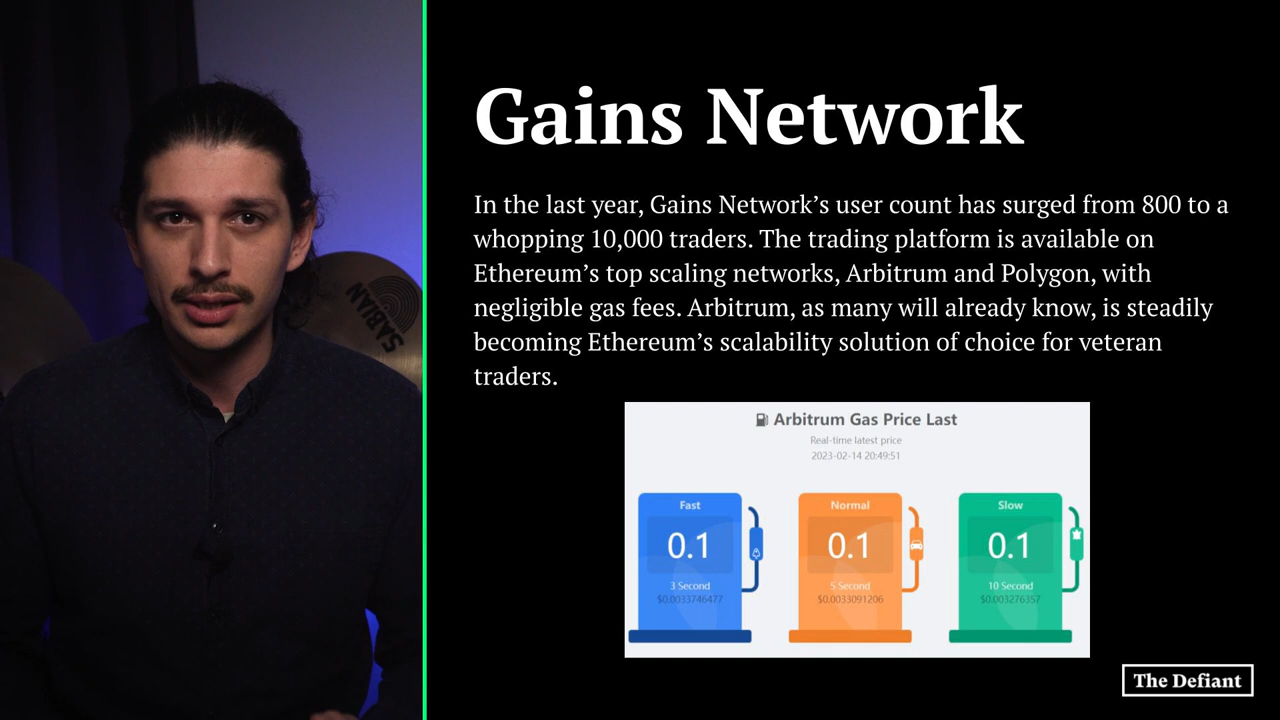 SABIAN
Gains Network
In the last year, Gains Network’s user count has surged from 800 to a
whopping 10,000 traders. The trading platform is available on
Ethereum’s top scaling networks, Arbitrum and Polygon, with
negligible gas fees. Arbitrum, as many will already know, is steadily
becoming Ethereum’s scalability solution of choice for veteran
traders.
Arbitrum Gas Price Last
Real-time latest price
2023-02-14 20:49:51
Fast
0.1
3 Second
$0.0033746477
Normal
0.1
5 Second
$0.0033091206
Slow
0.1
10 Second
$0.003276357
The Defiant